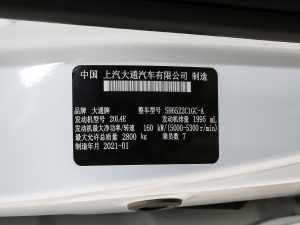 中国 上汽大通汽车有限公司 制造
品牌 大通牌 整车型号 SH6522C1GC-A
发动机型号 20L4E 发动机排量 1995 mL
发动机最大净功率/转速 160 kW/(5000-5300r/min)
最大允许总质量 2800 kg 乘员数 7
制造年月 2021-01